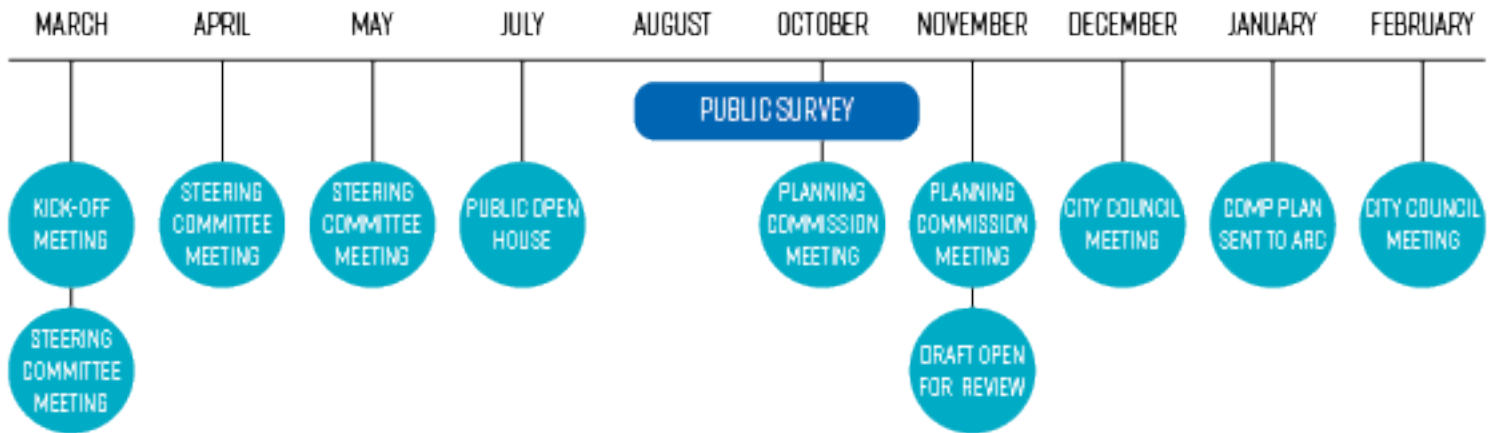 MARCH APRIL MAY JULY AUGUST OCTOBER NOVEMBER DECEMBER JANUARY FEBRUARY
PUBLIC SURVEY
KICK-OFF
MEETING
STEERING
COMMITTEE
MEETING
STEERING
COMMITTEE
MEETING
STEERING
COMMITTEE
MEETING
PUBLIC OPEN
HOUSE
PLANNING
COMMISSION
MEETING
PLANNING
COMMISSION
MEETING
DRAFT OPEN
FOR REVIEW
CITY COUNCIL
MEETING
COMP PLAN
SENT TO ARC
CITY COUNCIL
MEETING